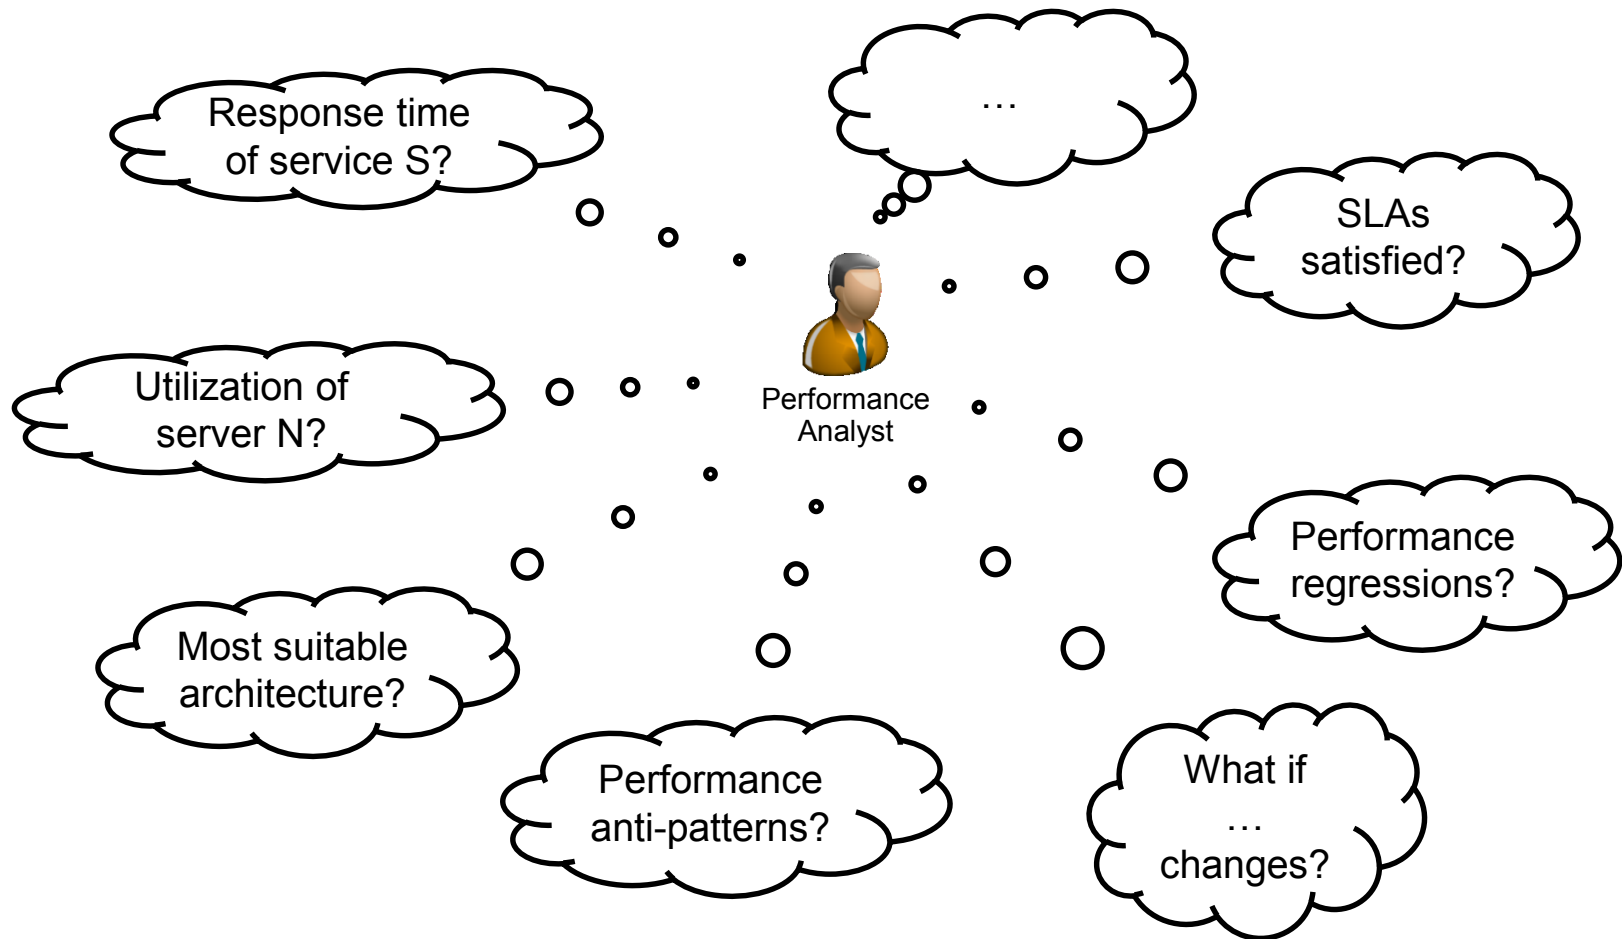 Response time
of service S?
…
SLAs
satisfied?
Utilization of
server N?
Performance
Analyst
Performance
regressions?
Most suitable
architecture?
Performance
anti-patterns?
What if
…
changes?